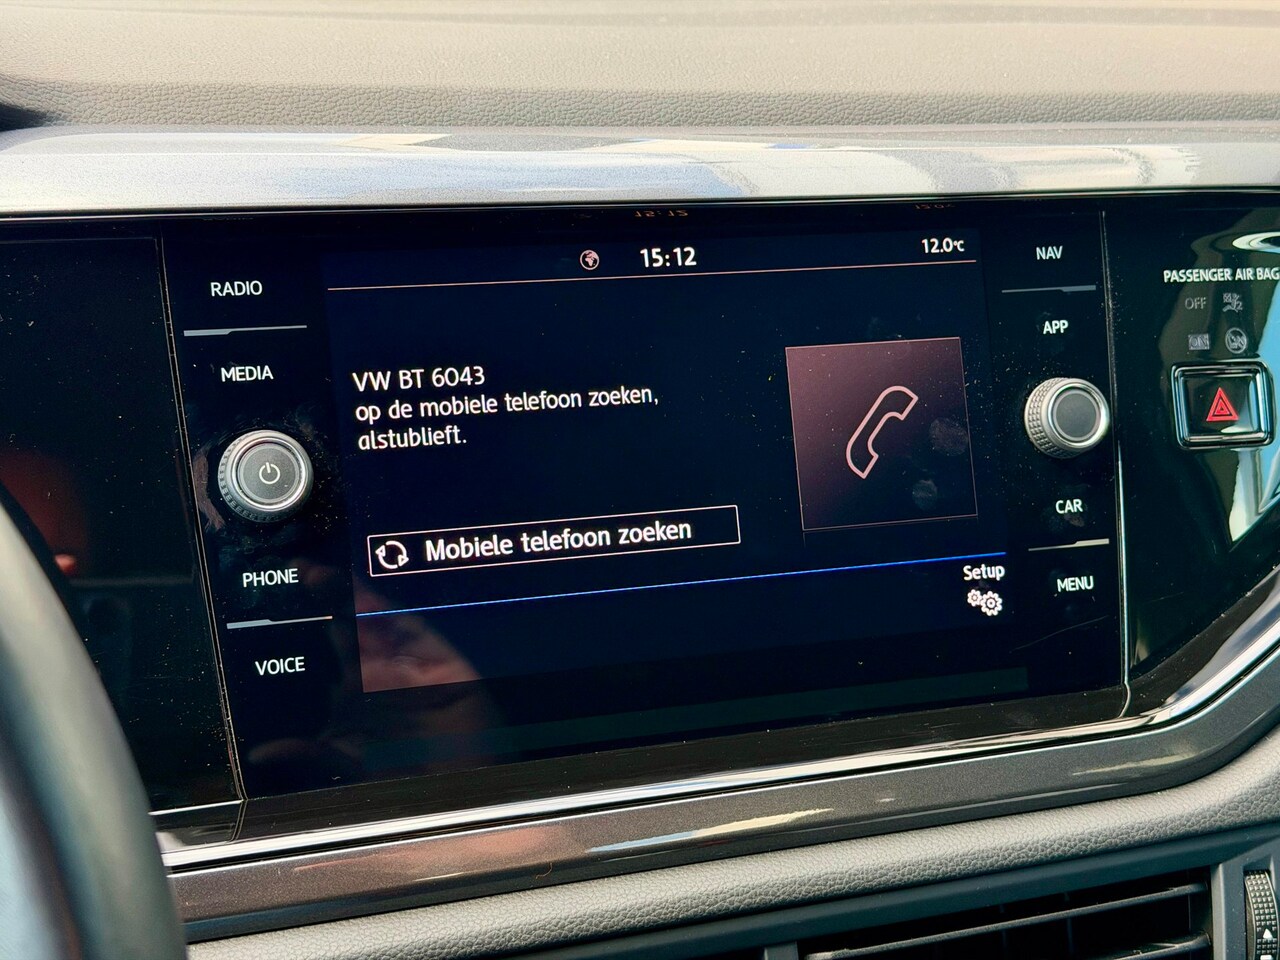 15:12
12.0°C
RADIO
MEDIA
PHONE
VOICE
VW BT 6043
op de mobiele telefoon zoeken,
alstublieft.
Mobiele telefoon zoeken
Setup
NAV
APP
CAR
MENU
PASSENGER AIR BAG
OFF
ON